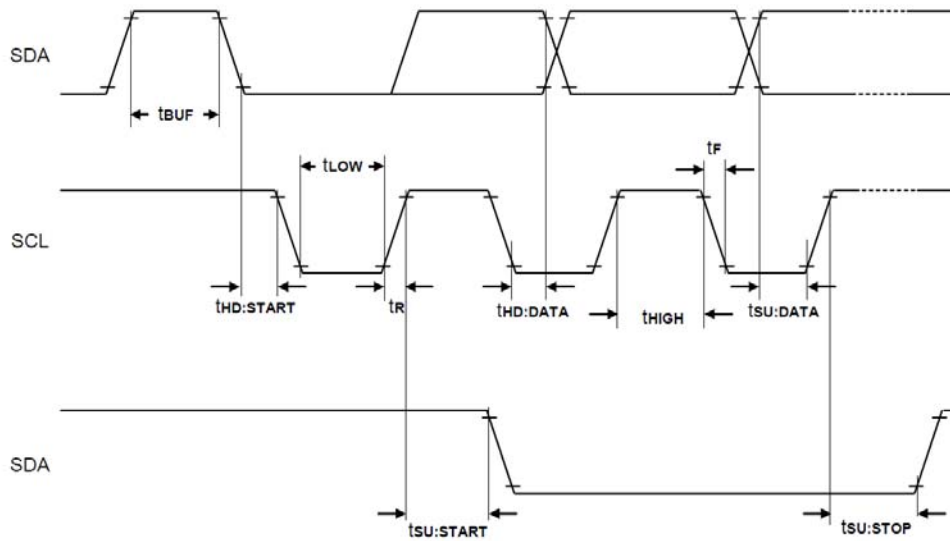 SDA
tBUF
tLOW
tF
SCL
tHD:START
tR
tHD:DATA
tHIGH
tSU:DATA
SDA
tSU:START
tSU:STOP